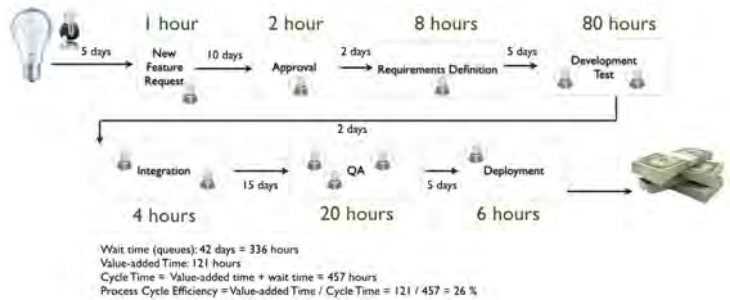 1 hour
2 hour
8 hours
80 hours
5 days
New
Feature
Request
10 days
Approval
2 days
Requirements Definition
5 days
Development
Test
2 days
Integration
15 days
QA
5 days
Deployment
4 hours
20 hours
6 hours
Wait time (queues): 42 days = 336 hours
Value-added Time: 121 hours
Cycle Time = Value-added time + wait time = 457 hours
Process Cycle Efficiency = Value-added Time / Cycle Time = 121 / 457 = 26 %